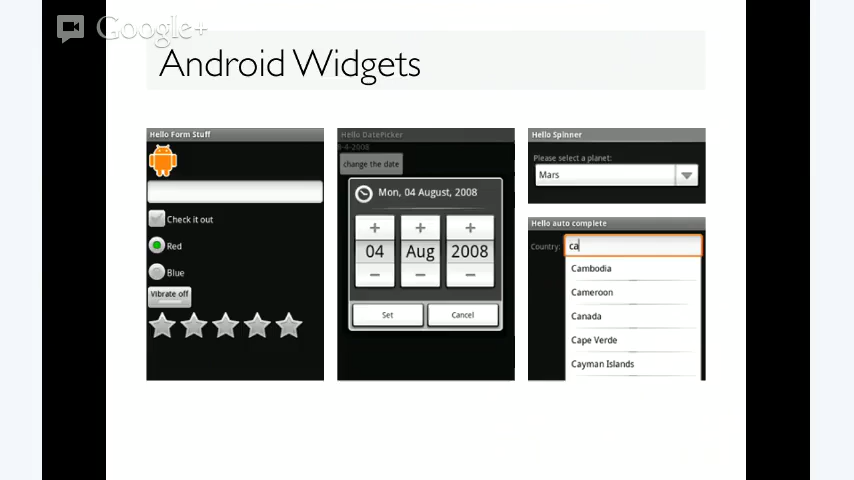 Google+
Android Widgets
Hello Form Stuff
Check it out
Red
Blue
Vibrate off
Hello DatePicker
8-4-2008
change the date
Mon, 04 August, 2008
+ + +
04 Aug 2008
− − −
Set Cancel
Hello Spinner
Please select a planet:
Mars
Hello auto complete
Country: ca
Cambodia
Cameroon
Canada
Cape Verde
Cayman Islands